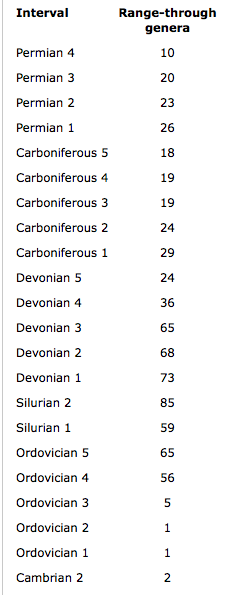 Interval Range-through
genera
Permian 4 10
Permian 3 20
Permian 2 23
Permian 1 26
Carboniferous 5 18
Carboniferous 4 19
Carboniferous 3 19
Carboniferous 2 24
Carboniferous 1 29
Devonian 5 24
Devonian 4 36
Devonian 3 65
Devonian 2 68
Devonian 1 73
Silurian 2 85
Silurian 1 59
Ordovician 5 65
Ordovician 4 56
Ordovician 3 5
Ordovician 2 1
Ordovician 1 1
Cambrian 2 2